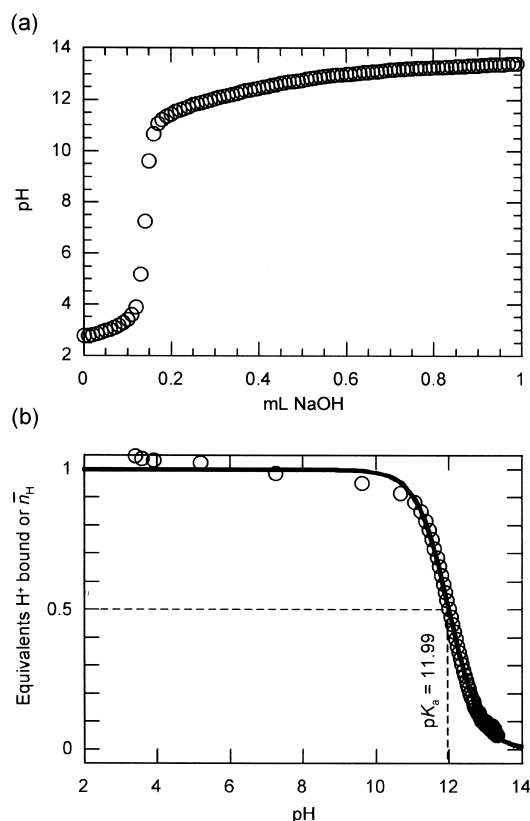 (a)
14
12
10
8
6
4
2
pH
0 0.2 0.4 0.6 0.8 1
mL NaOH
(b)
1
0.5
0
Equivalents H⁺ bound or n̅H
pKa = 11.99
2 4 6 8 10 12 14
pH